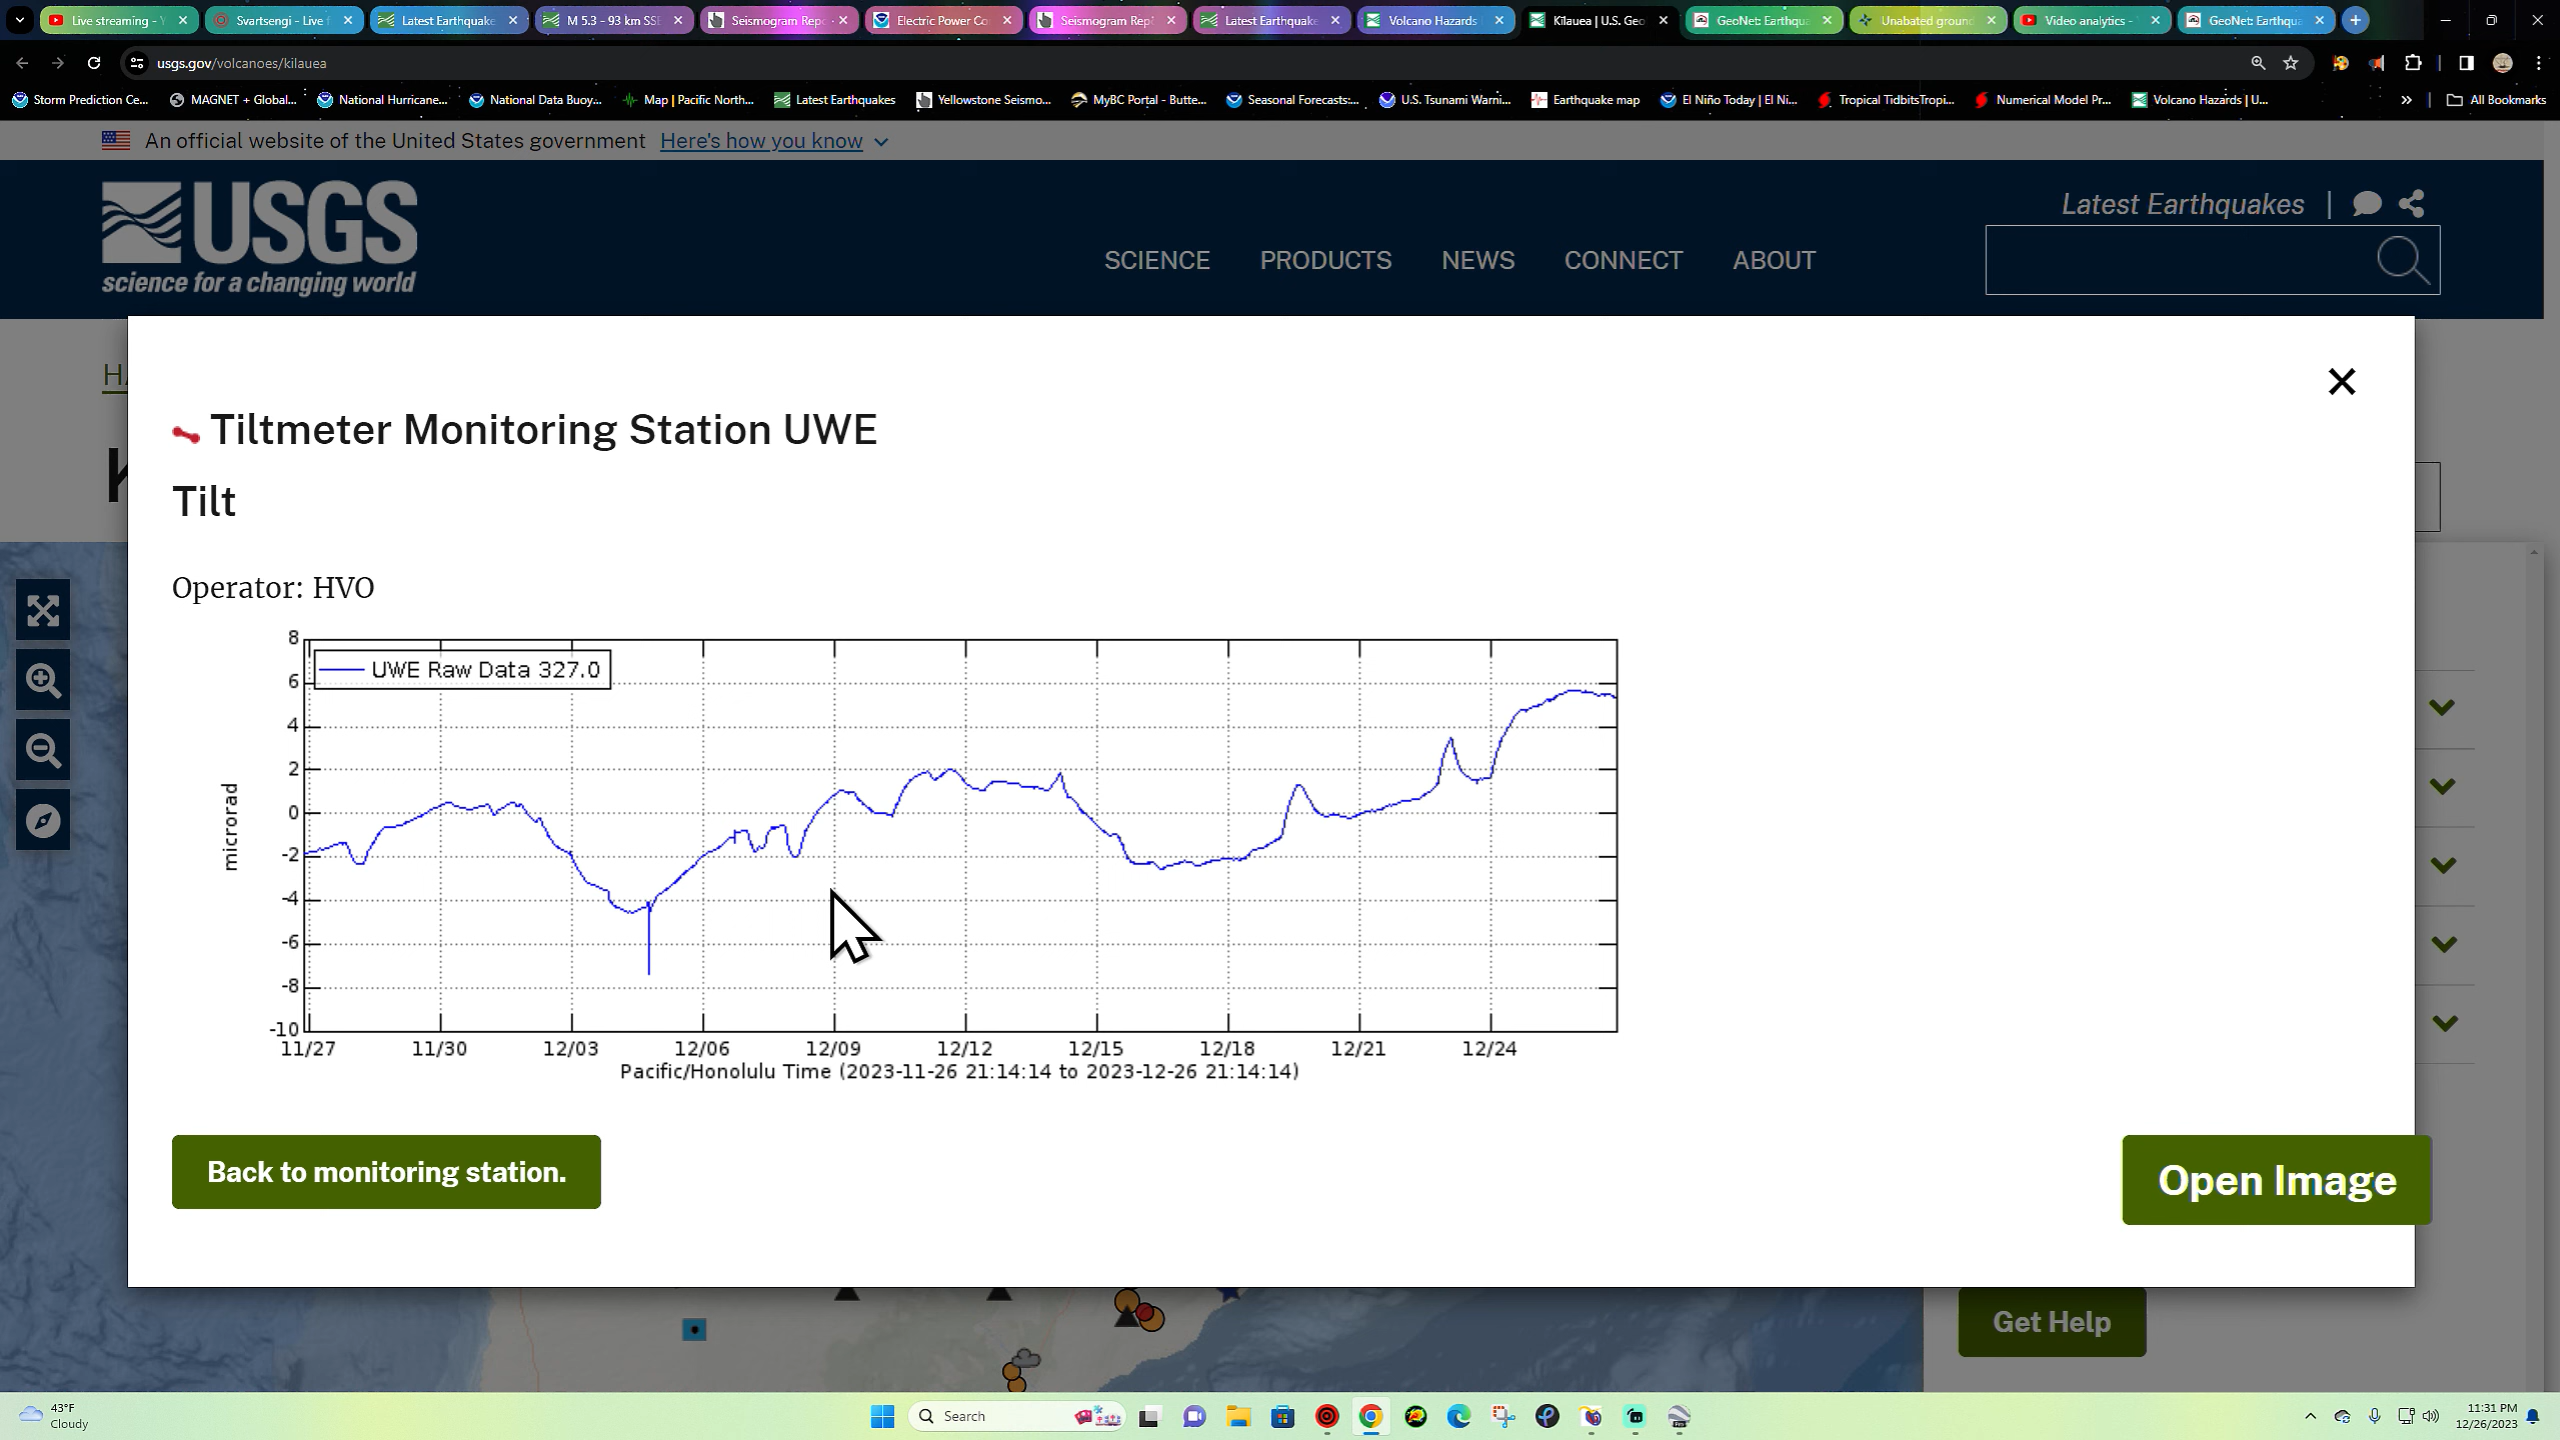 Live streaming - Y
Svartsengi - Live f
Latest Earthquake
M 5.3 - 93 km SSE
Seismogram Rep
Electric Power Co
Seismogram Rep
Latest Earthquake
Volcano Hazards
Kīlauea | U.S. Geo
GeoNet: Earthqua
Unabated groun
Video analytics -
GeoNet: Earthqua
usgs.gov/volcanoes/kilauea
Storm Prediction Ce...
MAGNET + Global...
National Hurricane...
National Data Buoy...
Map | Pacific North...
Latest Earthquakes
Yellowstone Seismo...
MyBC Portal - Butte...
Seasonal Forecasts:...
U.S. Tsunami Warni...
Earthquake map
El Niño Today | El Ni...
Tropical TidbitsTropi...
Numerical Model Pr...
Volcano Hazards | U...
All Bookmarks
An official website of the United States government Here's how you know
USGS
science for a changing world
Latest Earthquakes |
SCIENCE PRODUCTS NEWS CONNECT ABOUT
Tiltmeter Monitoring Station UWE
Tilt
Operator: HVO
UWE Raw Data 327.0
8
6
4
2
0
-2
-4
-6
-8
-10
microrad
11/27 11/30 12/03 12/06 12/09 12/12 12/15 12/18 12/21 12/24
Pacific/Honolulu Time (2023-11-26 21:14:14 to 2023-12-26 21:14:14)
Back to monitoring station.
Open Image
Get Help
43°F
Cloudy
Search
11:31 PM
12/26/2023